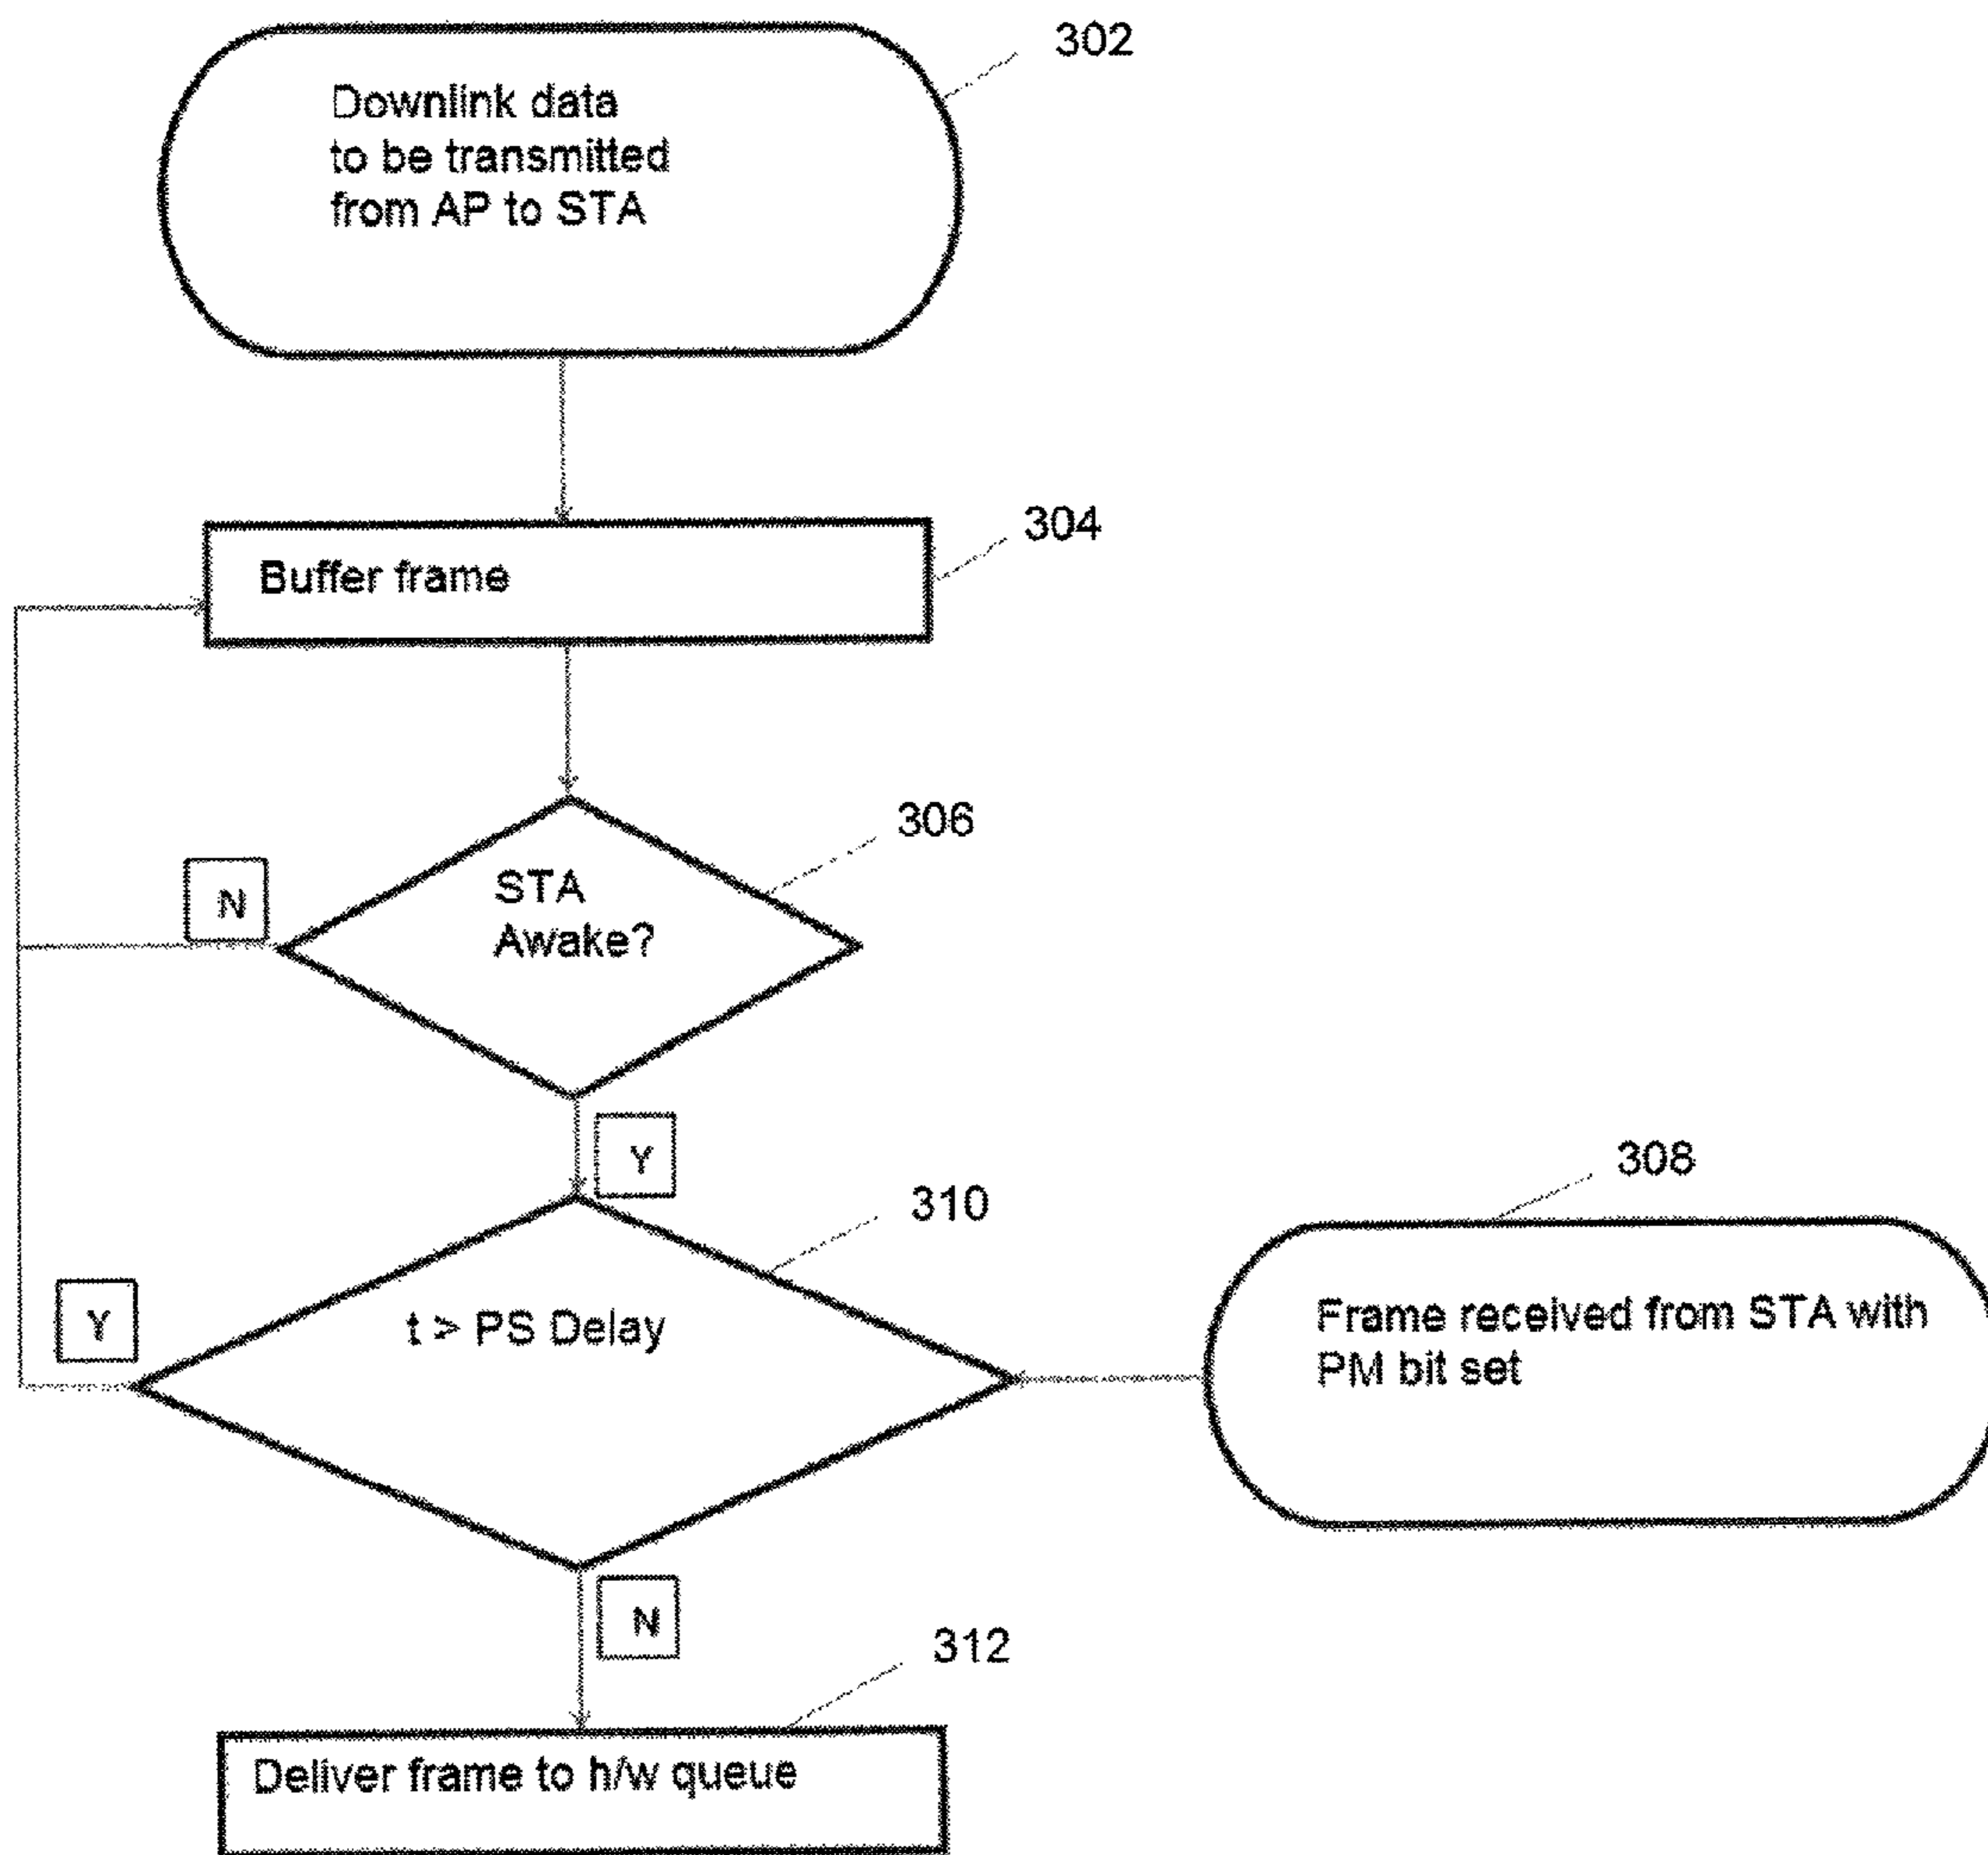 302
Downlink data
to be transmitted
from AP to STA
304
Buffer frame
306
STA
Awake?
N
Y
308
310
Y
t > PS Delay
Frame received from STA with
PM bit set
N
312
Deliver frame to h/w queue